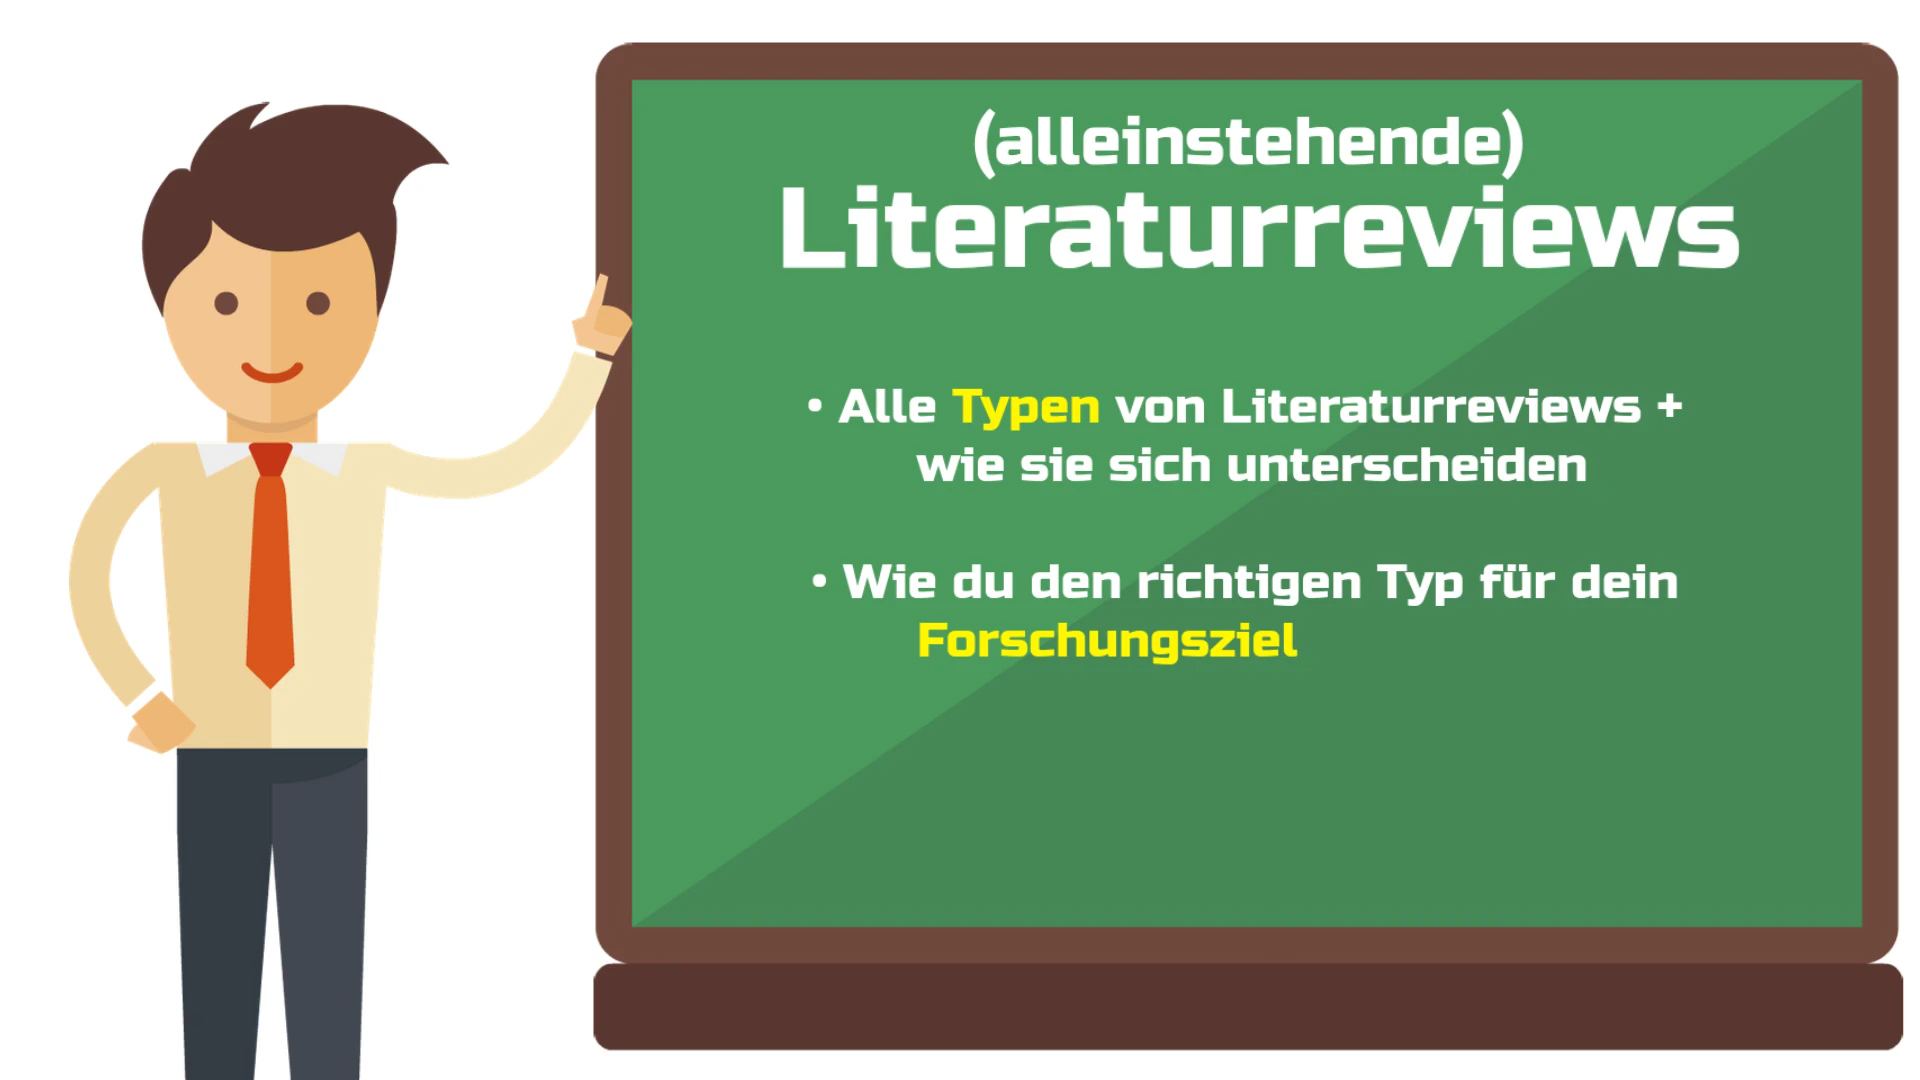 (alleinstehende)
Literaturreviews
• Alle Typen von Literaturreviews +
wie sie sich unterscheiden
• Wie du den richtigen Typ für dein
Forschungsziel